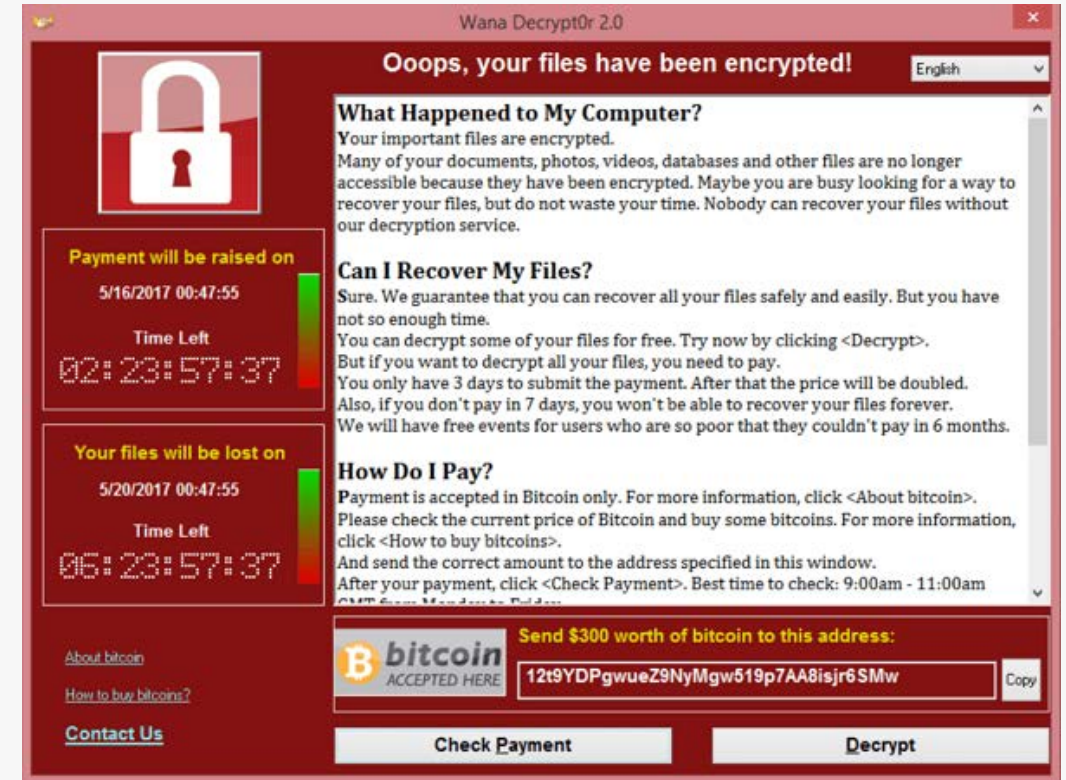 Wana Decrypt0r 2.0
Ooops, your files have been encrypted!
English
What Happened to My Computer?
Your important files are encrypted.
Many of your documents, photos, videos, databases and other files are no longer
accessible because they have been encrypted. Maybe you are busy looking for a way to
recover your files, but do not waste your time. Nobody can recover your files without
our decryption service.
Can I Recover My Files?
Sure. We guarantee that you can recover all your files safely and easily. But you have
not so enough time.
You can decrypt some of your files for free. Try now by clicking <Decrypt>.
But if you want to decrypt all your files, you need to pay.
You only have 3 days to submit the payment. After that the price will be doubled.
Also, if you don't pay in 7 days, you won't be able to recover your files forever.
We will have free events for users who are so poor that they couldn't pay in 6 months.
How Do I Pay?
Payment is accepted in Bitcoin only. For more information, click <About bitcoin>.
Please check the current price of Bitcoin and buy some bitcoins. For more information,
click <How to buy bitcoins>.
And send the correct amount to the address specified in this window.
After your payment, click <Check Payment>. Best time to check: 9:00am - 11:00am
GMT from Monday to Friday
Payment will be raised on
5/16/2017 00:47:55
Time Left
02:23:57:37
Your files will be lost on
5/20/2017 00:47:55
Time Left
06:23:57:37
About bitcoin
How to buy bitcoins?
Contact Us
bitcoin
ACCEPTED HERE
Send $300 worth of bitcoin to this address:
12t9YDPgwueZ9NyMgw519p7AA8isjr6SMw
Copy
Check Payment
Decrypt